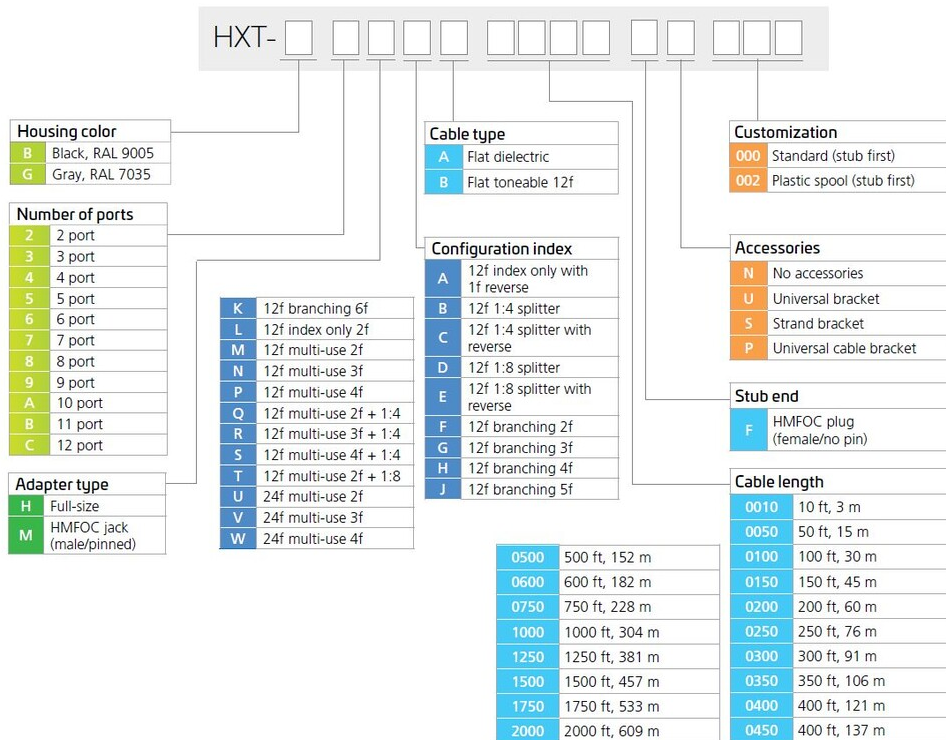 HXT-
Housing color
B Black, RAL 9005
G Gray, RAL 7035
Number of ports
2 2 port
3 3 port
4 4 port
5 5 port
6 6 port
7 7 port
8 8 port
9 9 port
A 10 port
B 11 port
C 12 port
Adapter type
H Full-size
M HMFOC jack
(male/pinned)
K 12f branching 6f
L 12f index only 2f
M 12f multi-use 2f
N 12f multi-use 3f
P 12f multi-use 4f
Q 12f multi-use 2f + 1:4
R 12f multi-use 3f + 1:4
S 12f multi-use 4f + 1:4
T 12f multi-use 2f + 1:8
U 24f multi-use 2f
V 24f multi-use 3f
W 24f multi-use 4f
Cable type
A Flat dielectric
B Flat toneable 12f
Configuration index
A 12f index only with
1f reverse
B 12f 1:4 splitter
C 12f 1:4 splitter with
reverse
D 12f 1:8 splitter
E 12f 1:8 splitter with
reverse
F 12f branching 2f
G 12f branching 3f
H 12f branching 4f
J 12f branching 5f
Customization
000 Standard (stub first)
002 Plastic spool (stub first)
Accessories
N No accessories
U Universal bracket
S Strand bracket
P Universal cable bracket
Stub end
F HMFOC plug
(female/no pin)
Cable length
0010 10 ft, 3 m
0050 50 ft, 15 m
0100 100 ft, 30 m
0150 150 ft, 45 m
0200 200 ft, 60 m
0250 250 ft, 76 m
0300 300 ft, 91 m
0350 350 ft, 106 m
0400 400 ft, 121 m
0450 400 ft, 137 m
0500 500 ft, 152 m
0600 600 ft, 182 m
0750 750 ft, 228 m
1000 1000 ft, 304 m
1250 1250 ft, 381 m
1500 1500 ft, 457 m
1750 1750 ft, 533 m
2000 2000 ft, 609 m